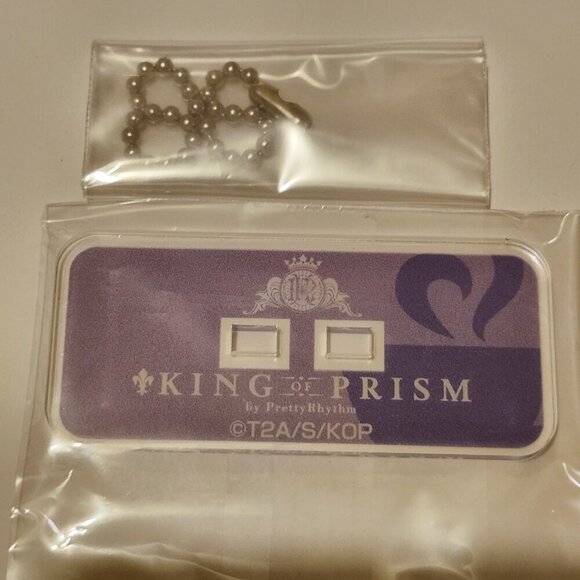 KING OF PRISM
by PrettyRhythm
©T2A/S/KOP